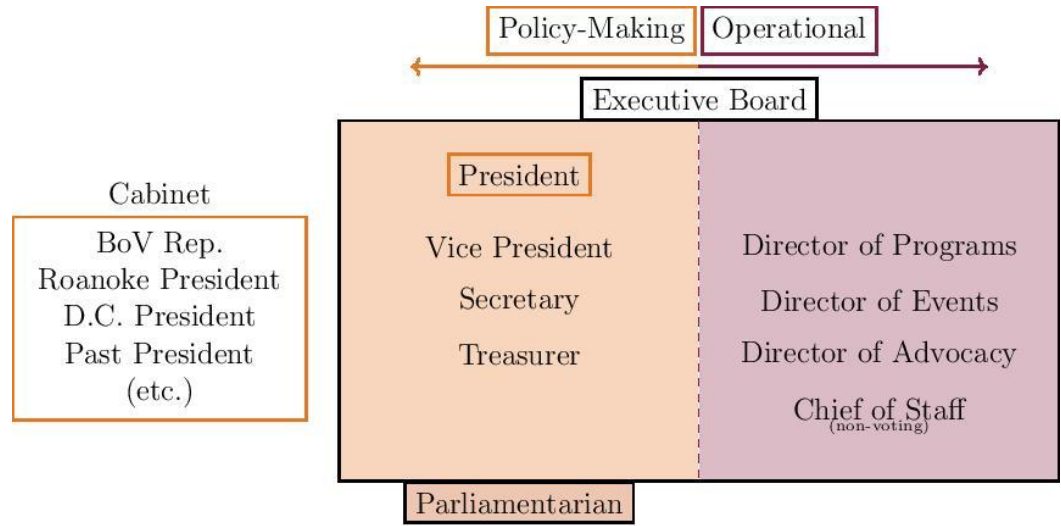 Policy-Making
Operational
Executive Board
Cabinet
BoV Rep.
Roanoke President
D.C. President
Past President
(etc.)
President
Vice President
Secretary
Treasurer
Director of Programs
Director of Events
Director of Advocacy
Chief of Staff
(non-voting)
Parliamentarian